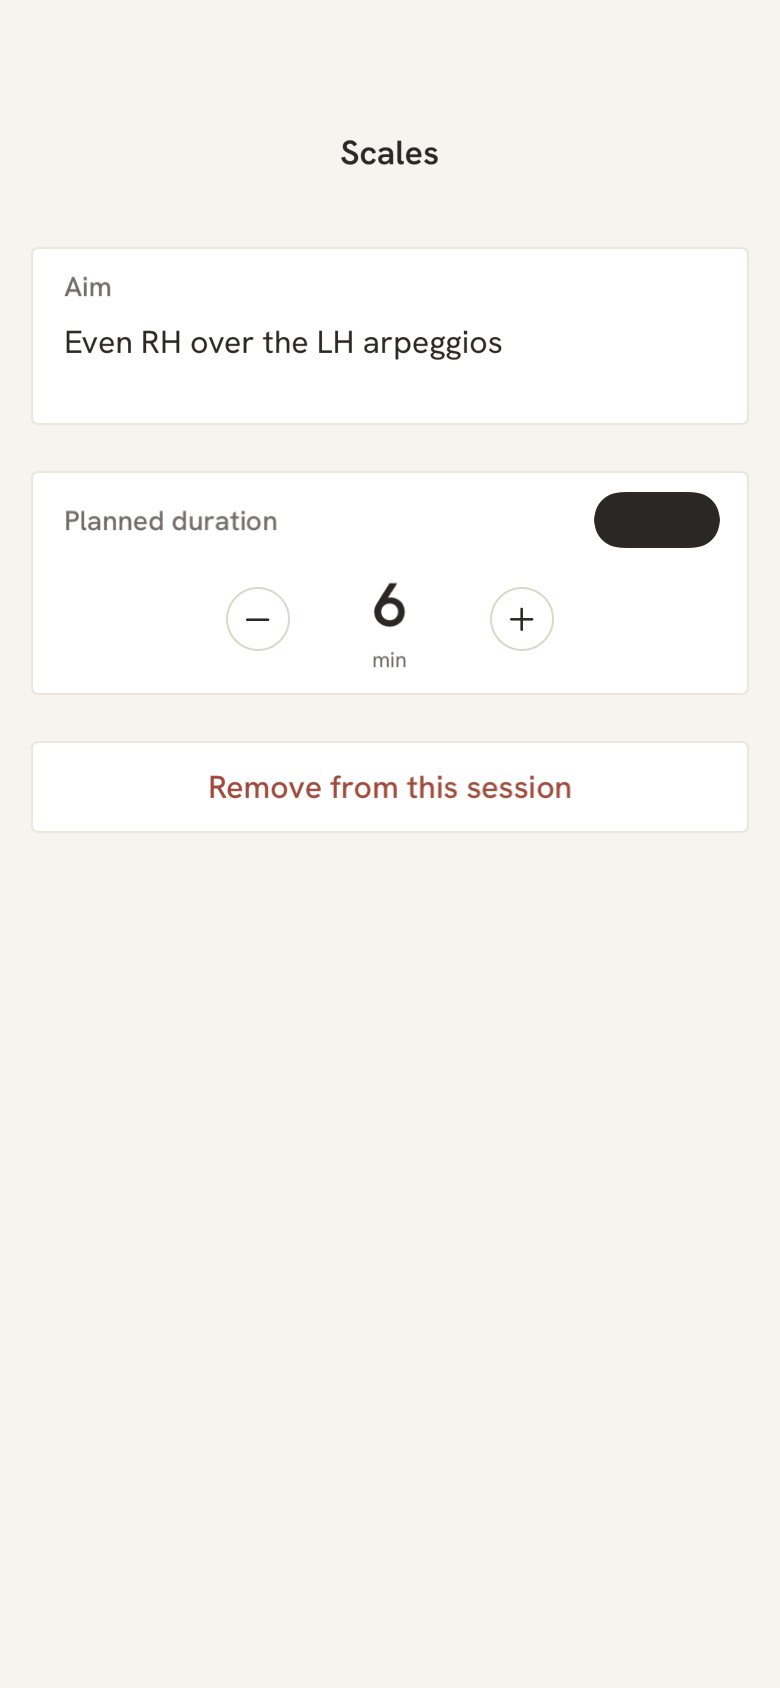 Scales
Aim
Even RH over the LH arpeggios
Planned duration
6
min
Remove from this session